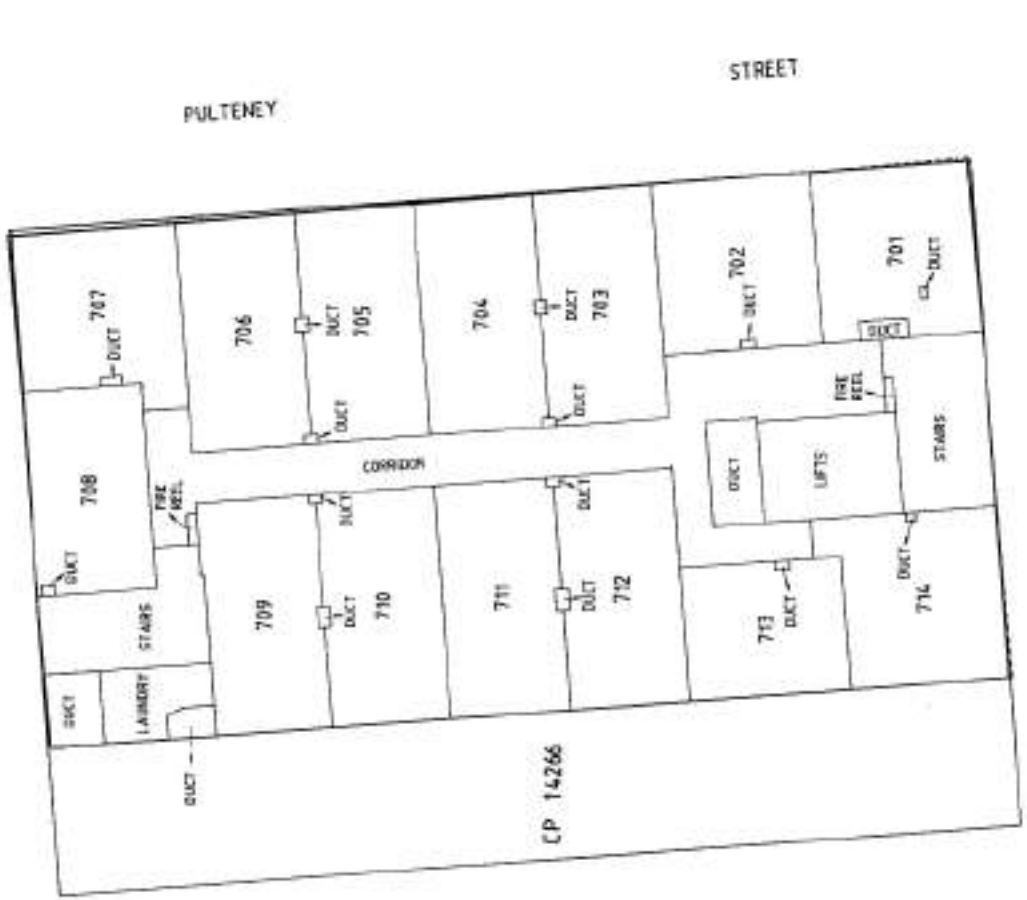 PULTENEY
STREET
707
DUCT
706
DUCT
705
DUCT
704
DUCT
703
DUCT
702
DUCT
701
DUCT
DUCT
FIRE
REEL
STAIRS
LIFTS
DUCT
CORRIDOR
708
DUCT
FIRE
REEL
STAIRS
LAUNDRY
DUCT
DUCT
709
DUCT
DUCT
710
711
DUCT
DUCT
712
713
DUCT
DUCT
714
CP 14266